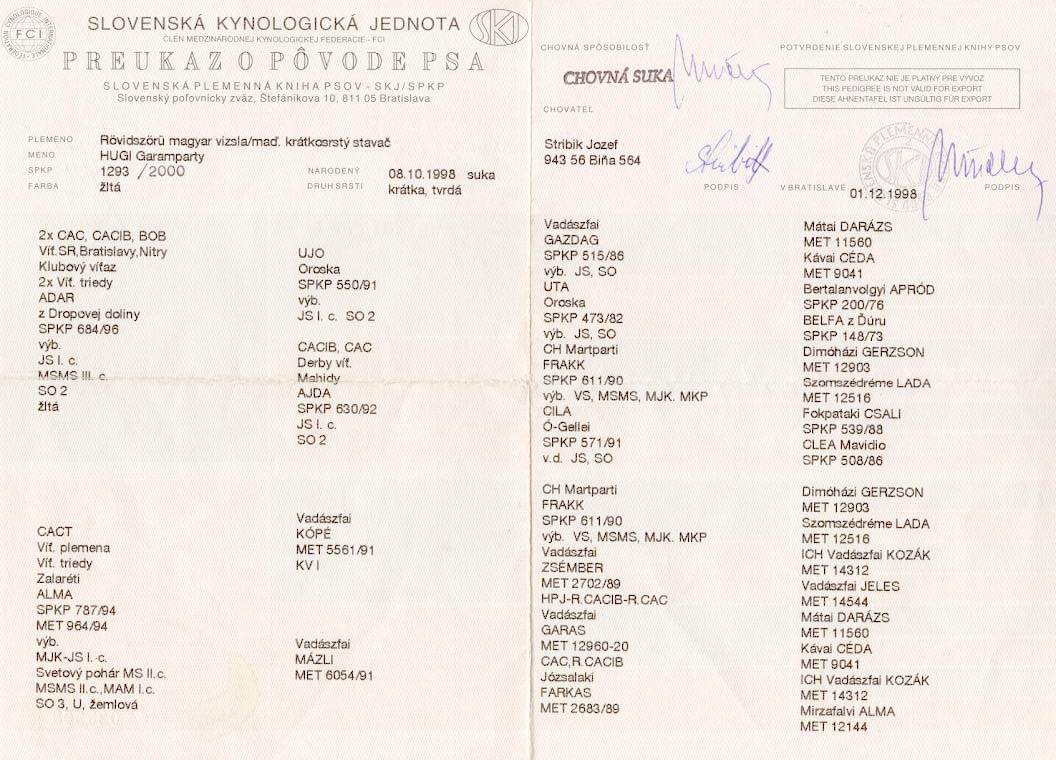 SLOVENSKÁ KYNOLOGICKÁ JEDNOTA
ČLEN MEDZINÁRODNEJ KYNOLOGICKEJ FEDERACIE - FCI
PREUKAZ O PÔVODE PSA
SLOVENSKÁ PLEMENNÁ KNIHA PSOV - SKJ/SPKP
Slovenský poľovnícky zväz, Štefánikova 10, 811 05 Bratislava
FCI
SKJ
PLEMENO Rövidszörü magyar vizsla/maď. krátkosrstý stavač
MENO HUGI Garamparty
SPKP 1293 /2000 NARODENÝ 08.10.1998 suka
FARBA žltá DRUH SRSTI krátka, tvrdá
2x CAC, CACIB, BOB
Víť.SR,Bratislavy,Nitry
Klubový víťaz
2x Víť. triedy
ADAR
z Dropovej doliny
SPKP 684/96
výb.
JS I. c.
MSMS III. c.
SO 2
žltá
UJO
Oroska
SPKP 550/91
výb.
JS I. c. SO 2
CACIB, CAC
Derby víť.
Mahidy
AJDA
SPKP 630/92
JS I. c.
SO 2
CACT
Víť. plemena
Víť. triedy
Zalaréti
ALMA
SPKP 787/94
MET 964/94
výb.
MJK-JS I. c.
Svetový pohár MS II.c.
MSMS II.c.,MAM I.c.
SO 3, U, žemlová
Vadászfai
KÓPÉ
MET 5561/91
KV I
Vadászfai
MÁZLI
MET 6054/91
CHOVNÁ SPÔSOBILOSŤ
CHOVNÁ SUKA
POTVRDENIE SLOVENSKEJ PLEMENNEJ KNIHY PSOV
TENTO PREUKAZ NIE JE PLATNÝ PRE VÝVOZ
THIS PEDIGREE IS NOT VALID FOR EXPORT
DIESE AHNENTAFEL IST UNGÜLTIG FÜR EXPORT
CHOVATEĽ
Stribik Jozef
943 56 Biňa 564
PODPIS
V BRATISLAVE 01.12.1998 PODPIS
Vadászfai
GAZDAG
SPKP 515/86
výb. JS, SO
UTA
Oroska
SPKP 473/82
výb. JS, SO
CH Martparti
FRAKK
SPKP 611/90
výb. VS, MSMS, MJK. MKP
CILA
Ó-Gellei
SPKP 571/91
v.d. JS, SO
CH Martparti
FRAKK
SPKP 611/90
výb. VS, MSMS, MJK. MKP
Vadászfai
ZSÉMBER
MET 2702/89
HPJ-R.CACIB-R.CAC
Vadászfai
GARAS
MET 12960-20
CAC,R.CACIB
Józsalaki
FARKAS
MET 2683/89
Mátai DARÁZS
MET 11560
Kávai CÉDA
MET 9041
Bertalanvolgyi APRÓD
SPKP 200/76
BELFA z Ďúru
SPKP 148/73
Dimóházi GERZSON
MET 12903
Szomszédréme LADA
MET 12516
Fokpataki CSALI
SPKP 539/88
CLEA Mavidio
SPKP 508/86
Dimóházi GERZSON
MET 12903
Szomszédréme LADA
MET 12516
ICH Vadászfai KOZÁK
MET 14312
Vadászfai JELES
MET 14544
Mátai DARÁZS
MET 11560
Kávai CÉDA
MET 9041
ICH Vadászfai KOZÁK
MET 14312
Mirzafalvi ALMA
MET 12144